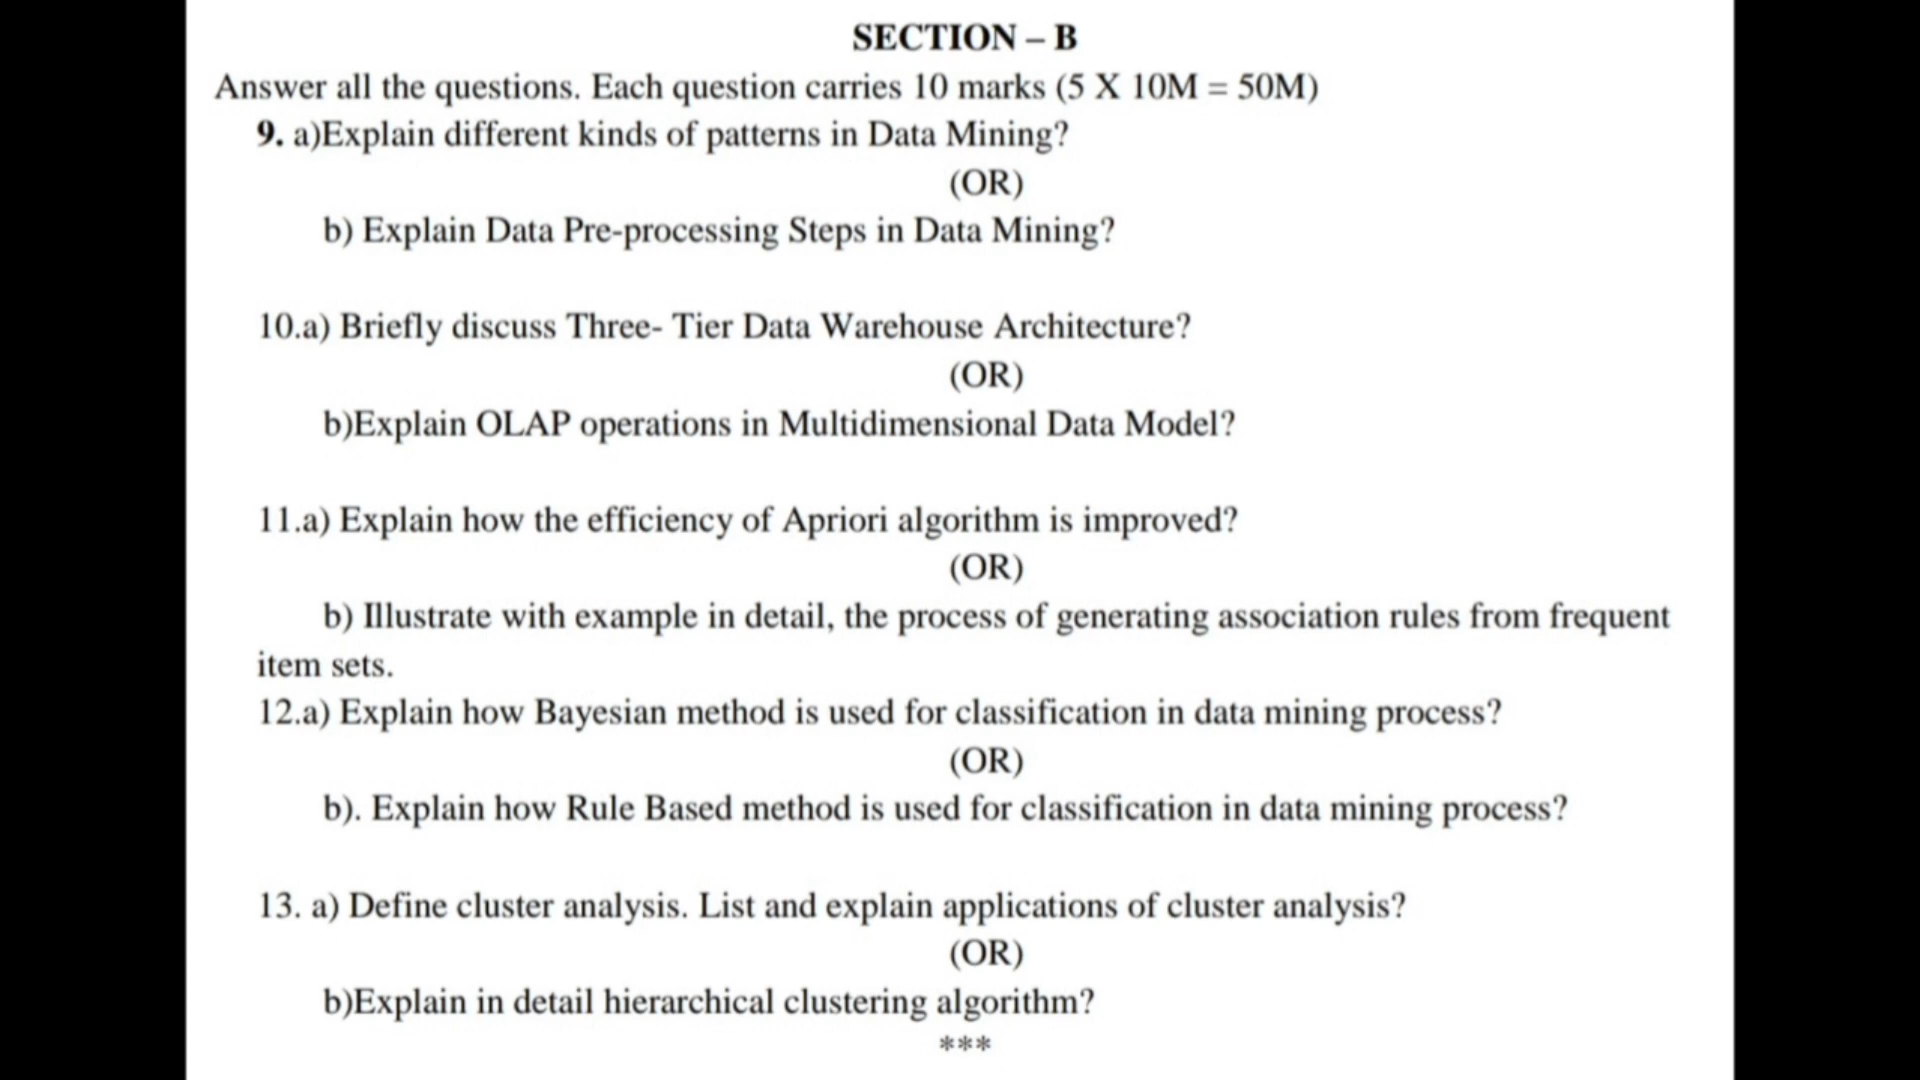 SECTION – B
Answer all the questions. Each question carries 10 marks (5 X 10M = 50M)
9. a)Explain different kinds of patterns in Data Mining?
(OR)
b) Explain Data Pre-processing Steps in Data Mining?
10.a) Briefly discuss Three- Tier Data Warehouse Architecture?
(OR)
b)Explain OLAP operations in Multidimensional Data Model?
11.a) Explain how the efficiency of Apriori algorithm is improved?
(OR)
b) Illustrate with example in detail, the process of generating association rules from frequent
item sets.
12.a) Explain how Bayesian method is used for classification in data mining process?
(OR)
b). Explain how Rule Based method is used for classification in data mining process?
13. a) Define cluster analysis. List and explain applications of cluster analysis?
(OR)
b)Explain in detail hierarchical clustering algorithm?
***